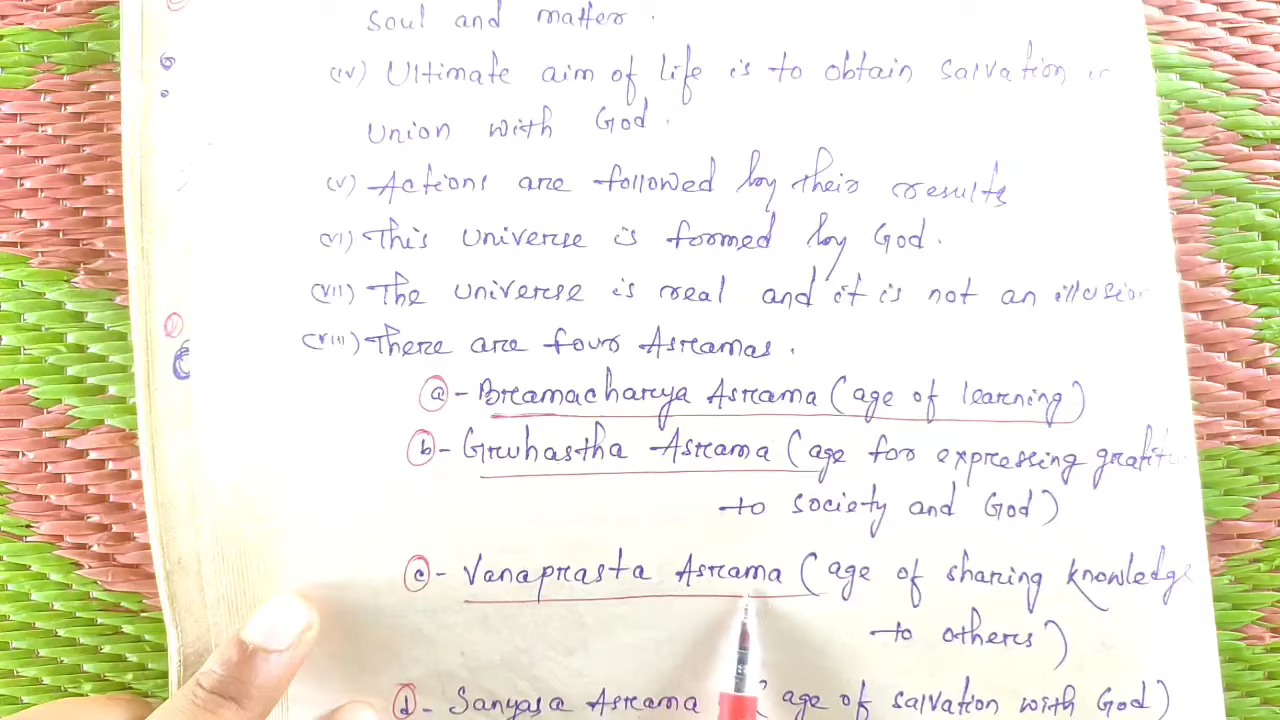 soul and matter.
(iv) Ultimate aim of life is to obtain salvation
union with God.
(v) Actions are followed by their results
(vi) This universe is formed by God.
(vii) The universe is real and it is not an illusion
(viii) There are four Asramas.
(a) - Bramacharya Asrama (age of learning)
(b) - Gruhastha Asrama (age for expressing
to society and God)
(c) - Vanaprasta Asrama (age of sharing knowledge
to others)
(d) - Sanyasa Asrama (age of salvation with God)